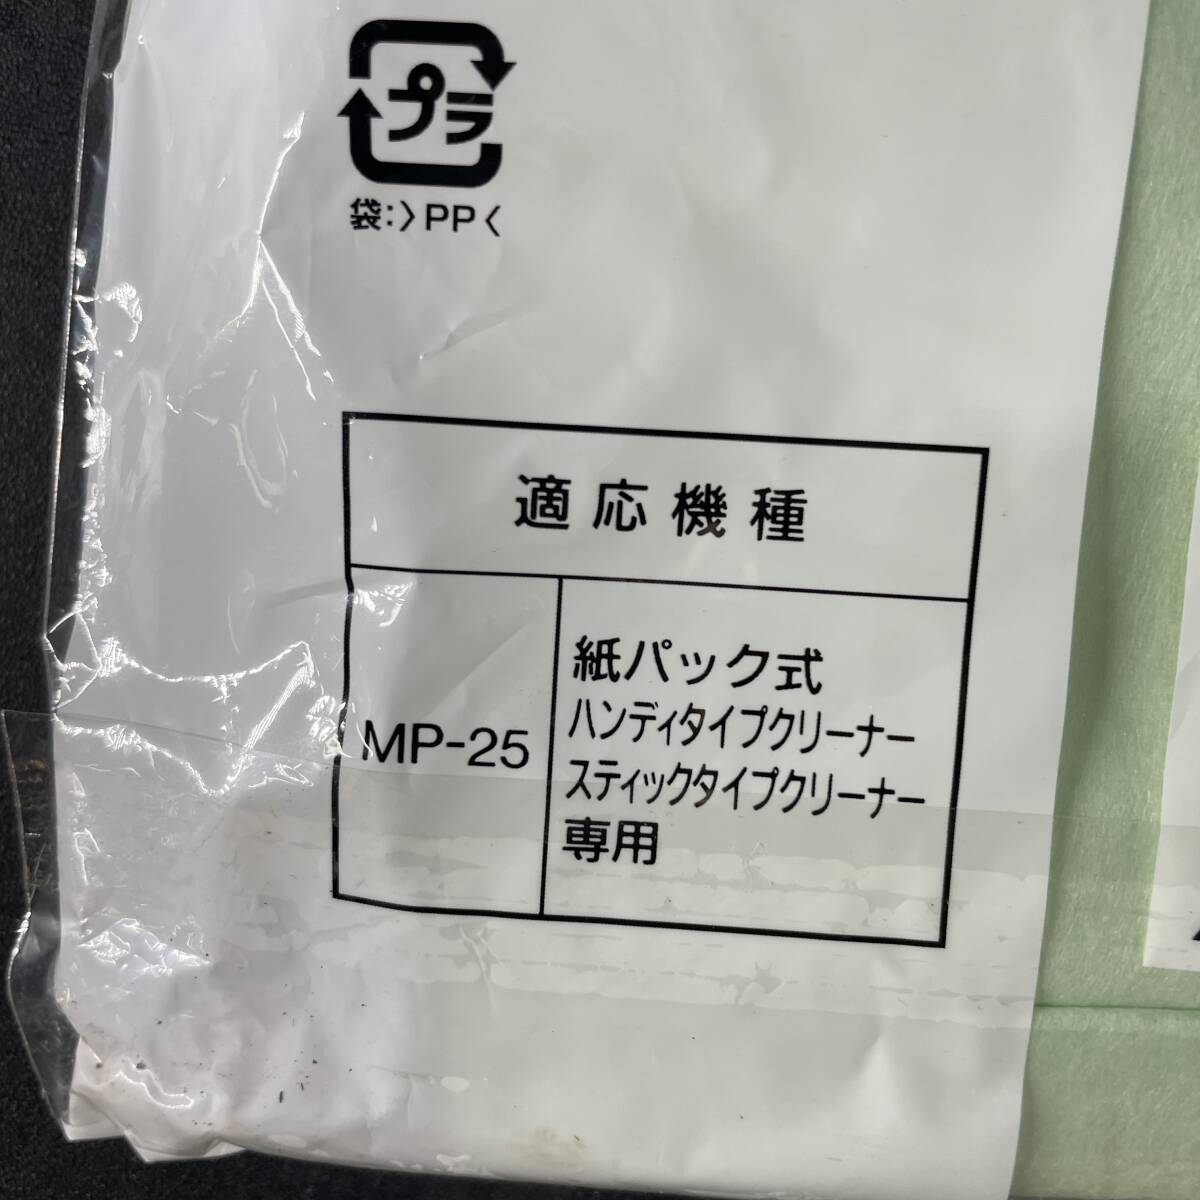 プラ
袋:〉PP〈
適応機種
MP-25
紙パック式
ハンディタイプクリーナー
スティックタイプクリーナー
専用